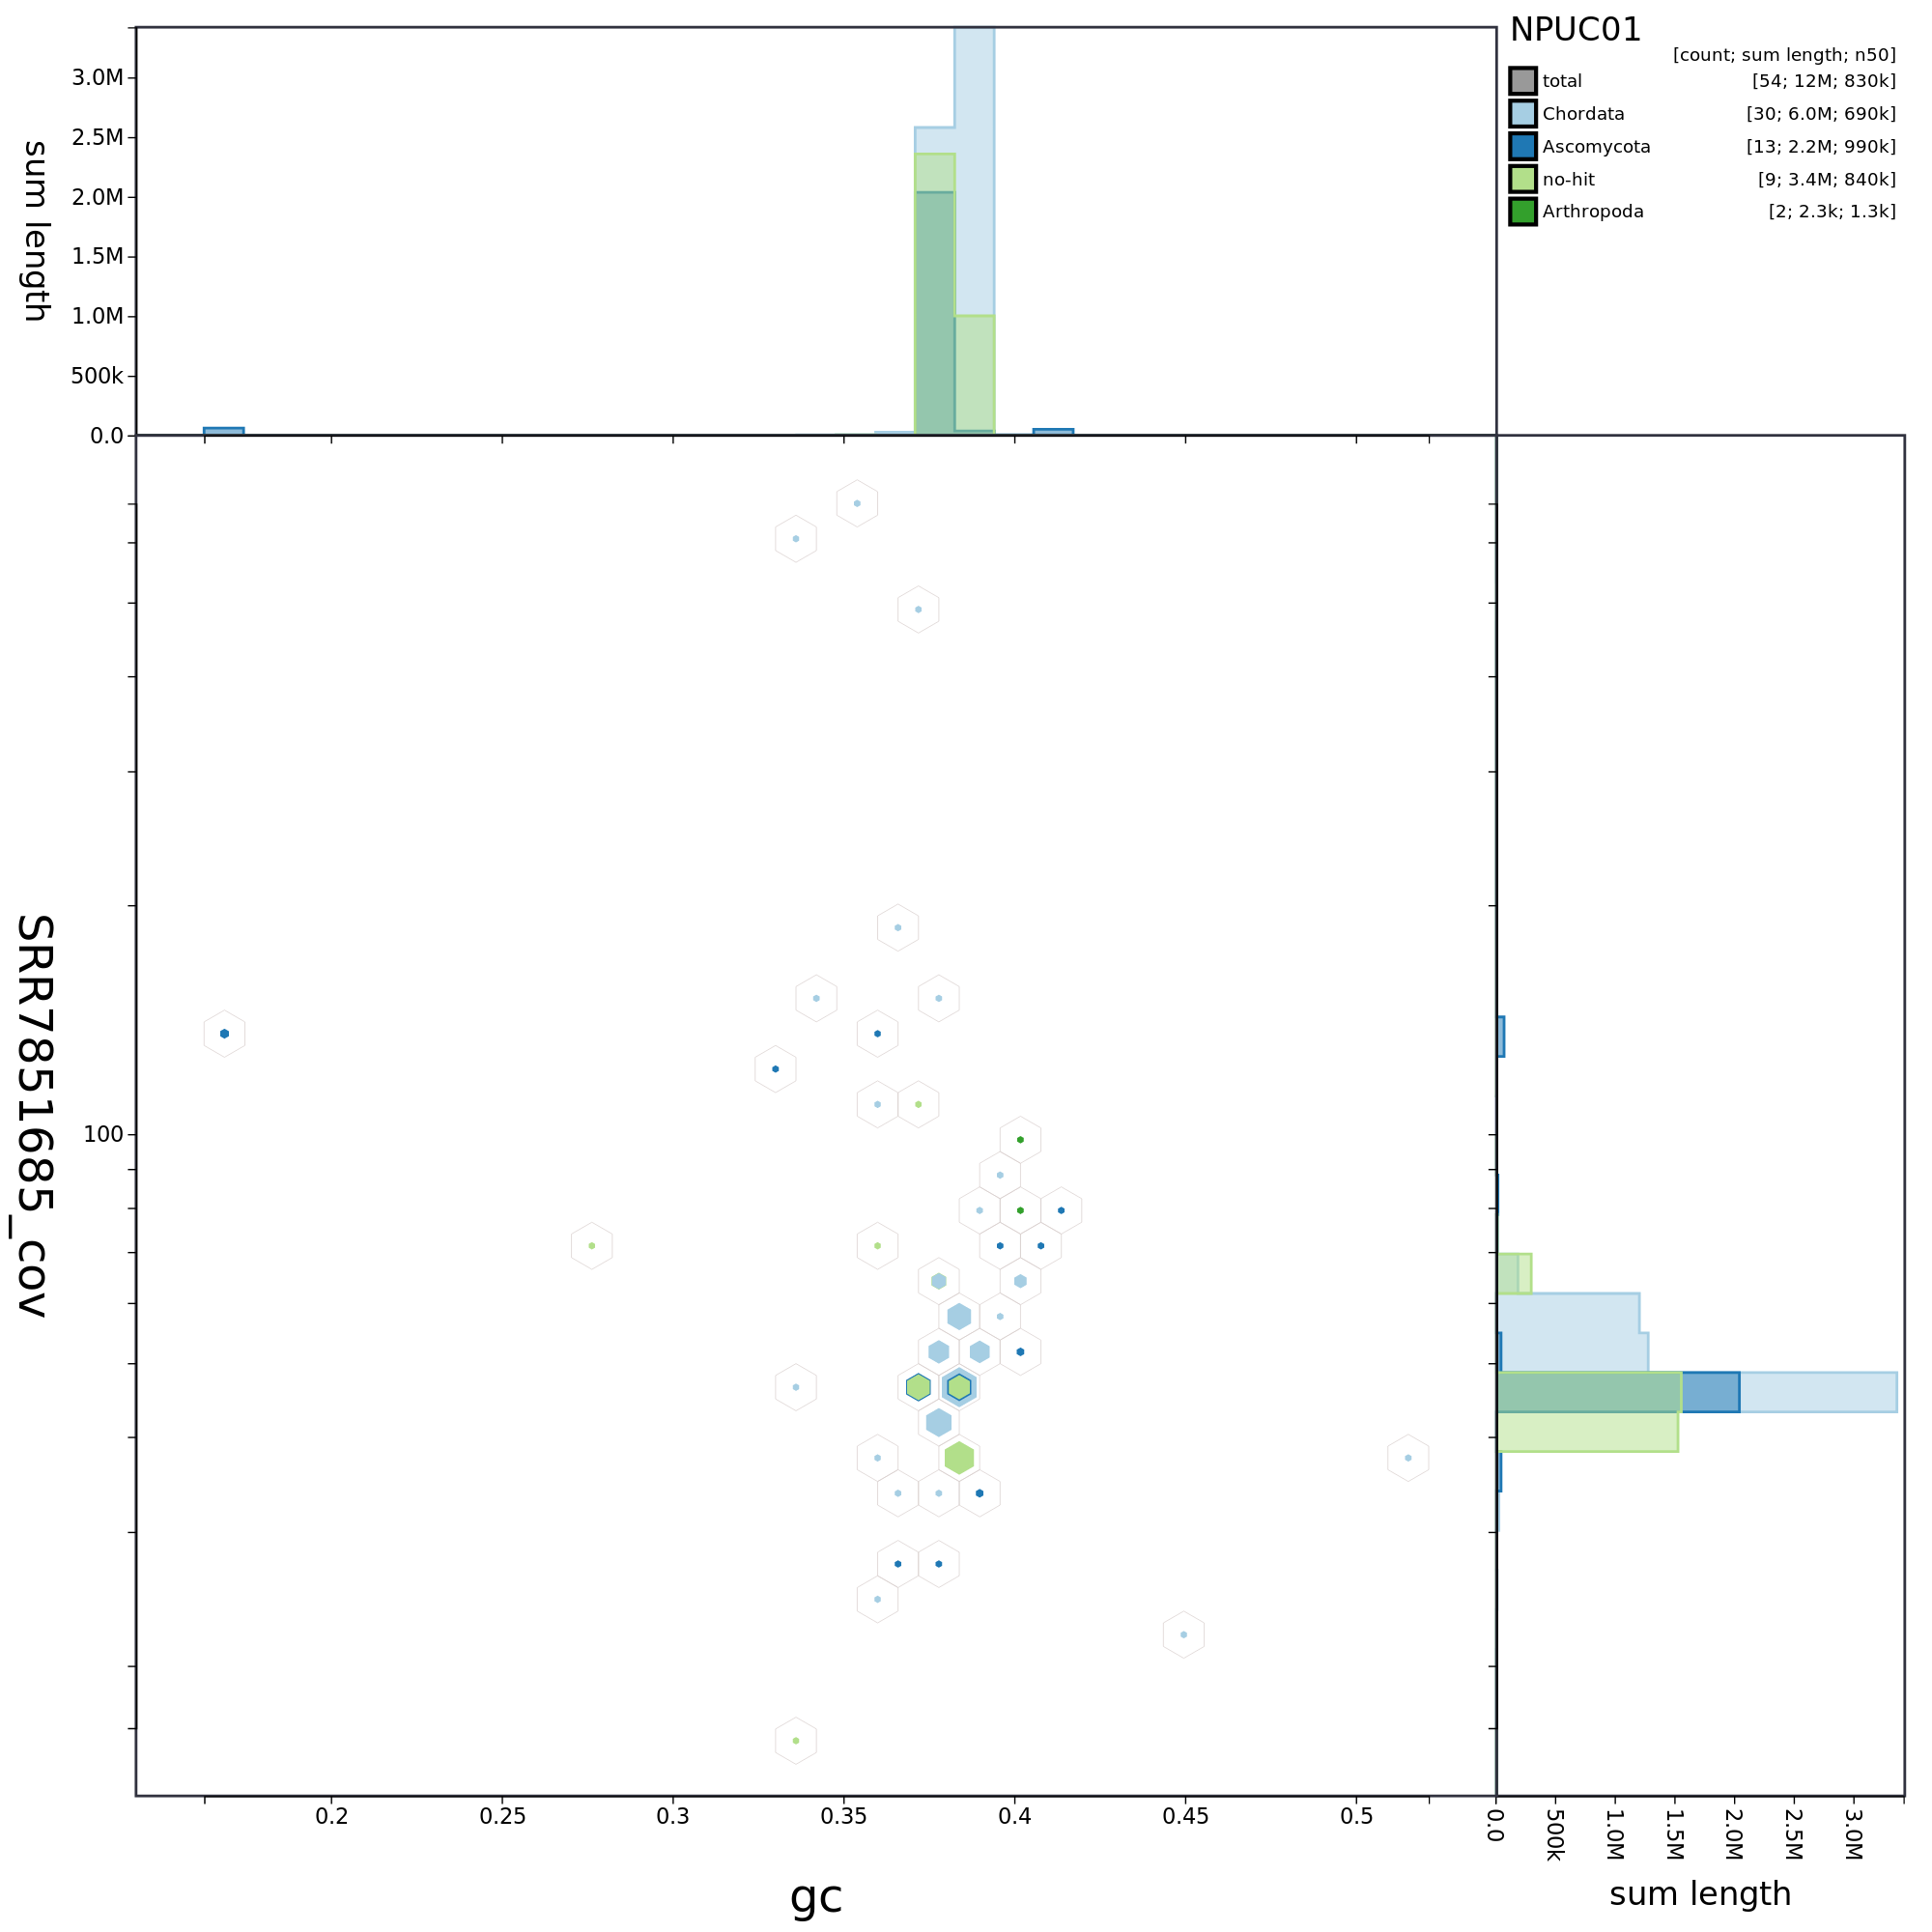 NPUC01
[count; sum length; n50]
total [54; 12M; 830k]
Chordata [30; 6.0M; 690k]
Ascomycota [13; 2.2M; 990k]
no-hit [9; 3.4M; 840k]
Arthropoda [2; 2.3k; 1.3k]
sum length
3.0M
2.5M
2.0M
1.5M
1.0M
500k
0.0
SRR7851685_cov
100
0.2 0.25 0.3 0.35 0.4 0.45 0.5
gc
0.0 500k 1.0M 1.5M 2.0M 2.5M 3.0M
sum length